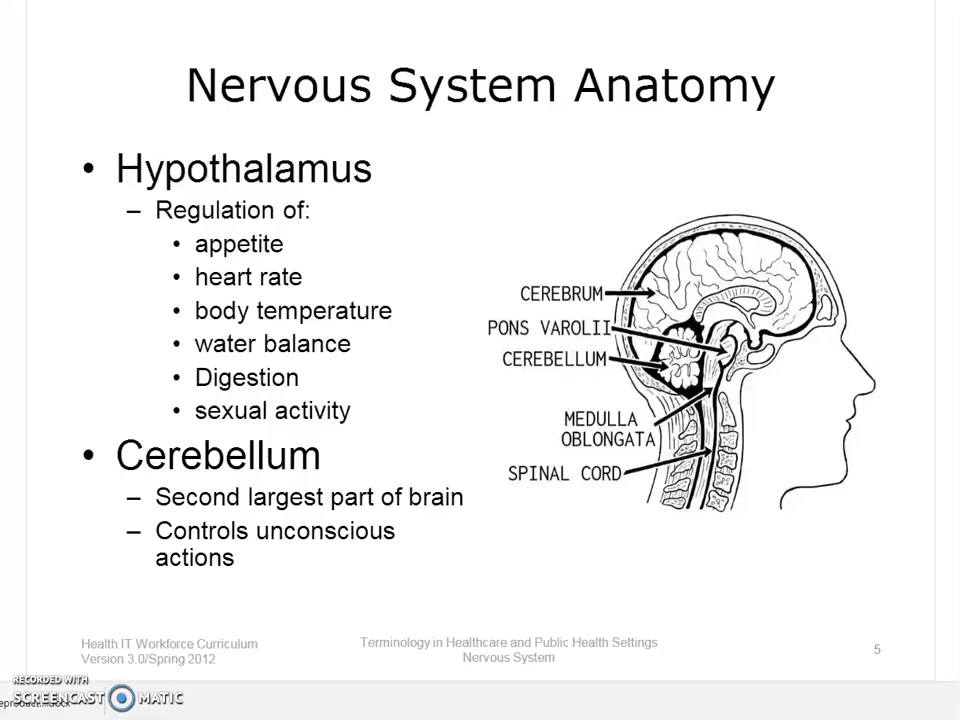 Nervous System Anatomy
• Hypothalamus
– Regulation of:
• appetite
• heart rate
• body temperature
• water balance
• Digestion
• sexual activity
• Cerebellum
– Second largest part of brain
– Controls unconscious
actions
CEREBRUM
PONS VAROLII
CEREBELLUM
MEDULLA
OBLONGATA
SPINAL CORD
Health IT Workforce Curriculum
Version 3.0/Spring 2012
Terminology in Healthcare and Public Health Settings
Nervous System
5
RECORDED WITH
SCREENCAST MATIC